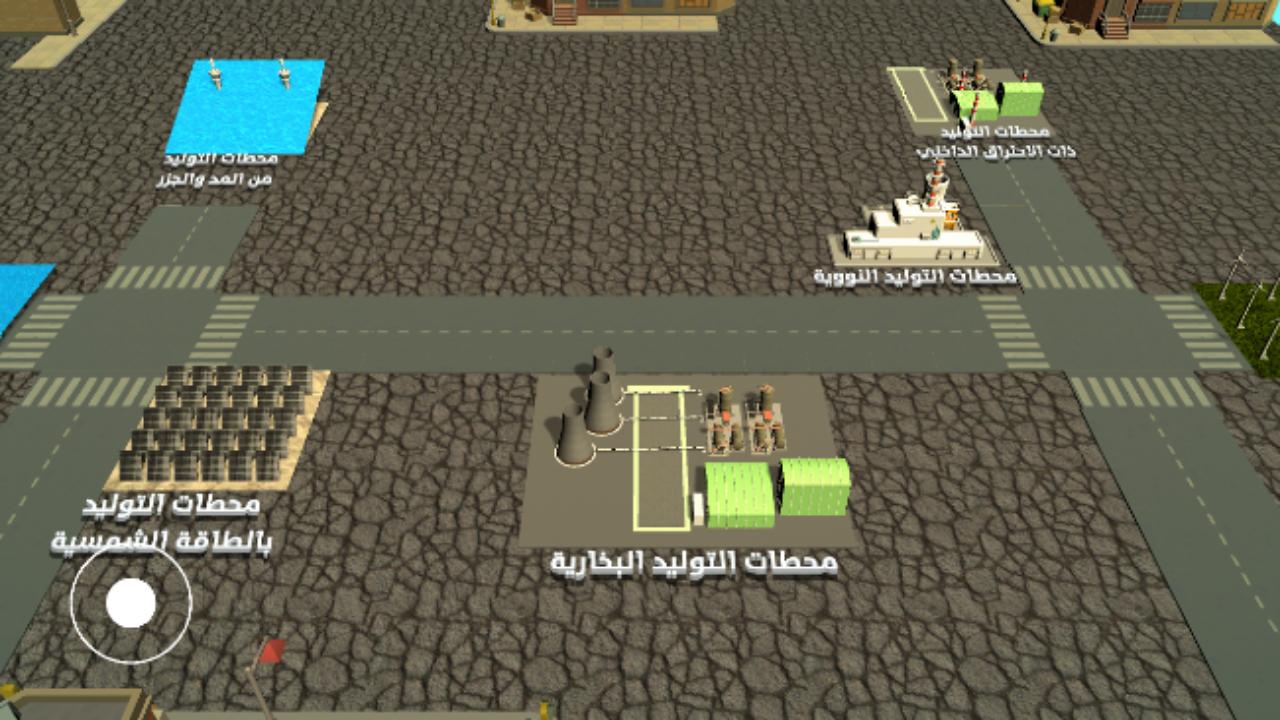 محطات التوليد
من المد والجزر
محطات التوليد
ذات الاحتراق الداخلي
محطات التوليد النووية
محطات التوليد
بالطاقة الشمسية
محطات التوليد البخارية